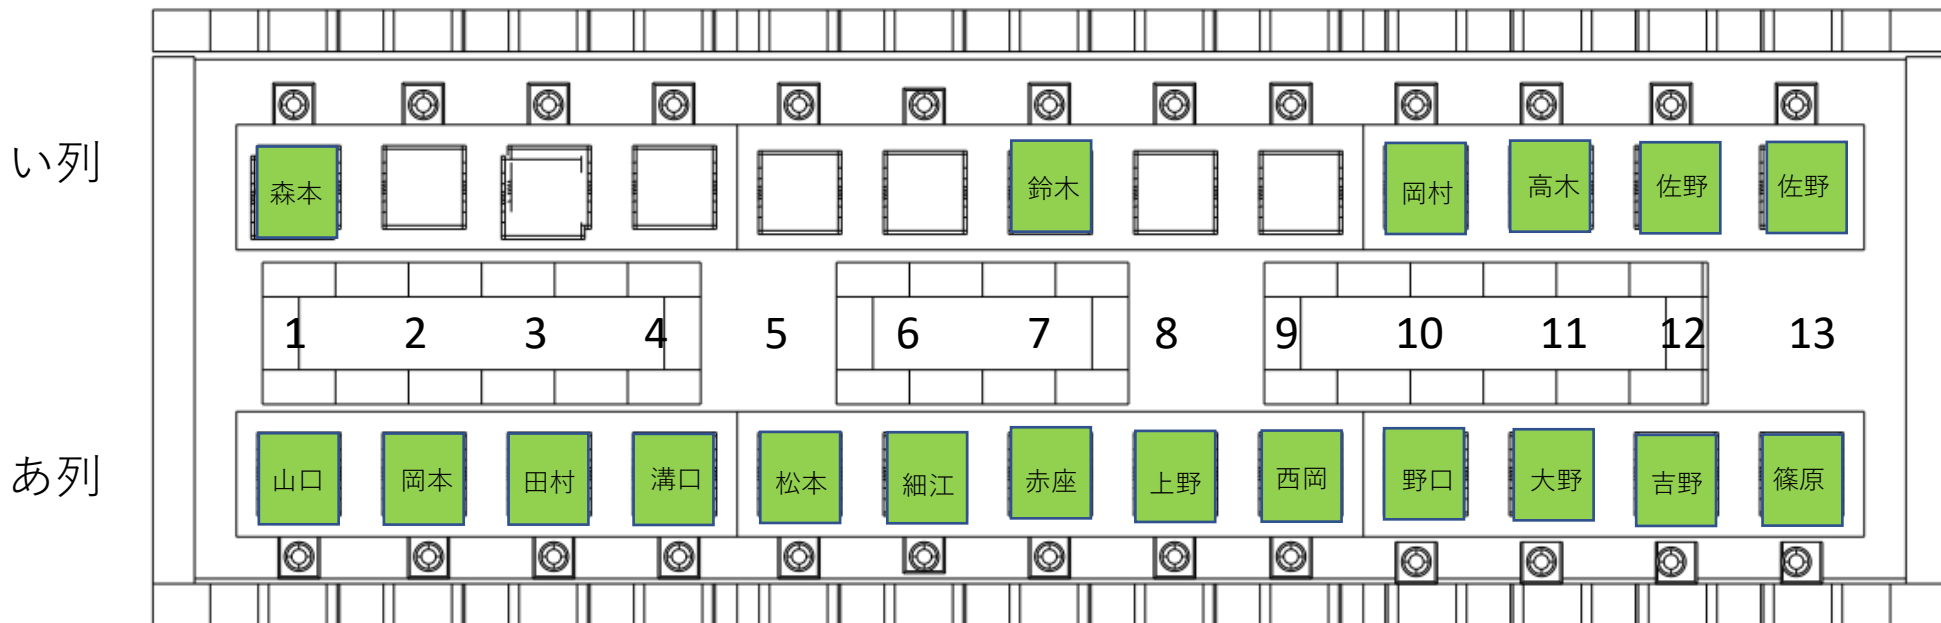 い列
森本 鈴木 岡村 高木 佐野 佐野
1 2 3 4 5 6 7 8 9 10 11 12 13
あ列
山口 岡本 田村 溝口 松本 細江 赤座 上野 西岡 野口 大野 吉野 篠原